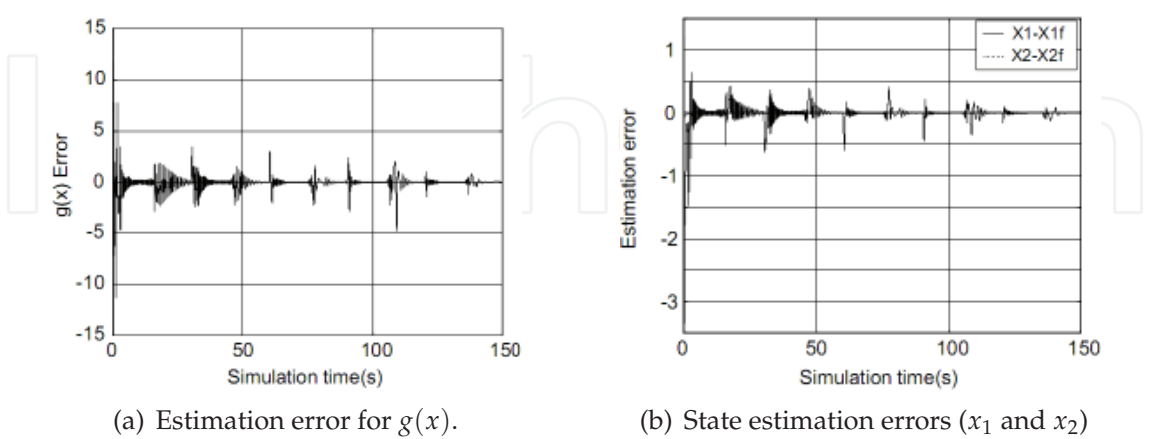 15
10
5
0
-5
-10
-15
g(x) Error
0 50 100 150
Simulation time(s)
(a) Estimation error for g(x).
X1-X1f
X2-X2f
1
0
-1
-2
-3
Estimation error
0 50 100 150
Simulation time(s)
(b) State estimation errors (x₁ and x₂)